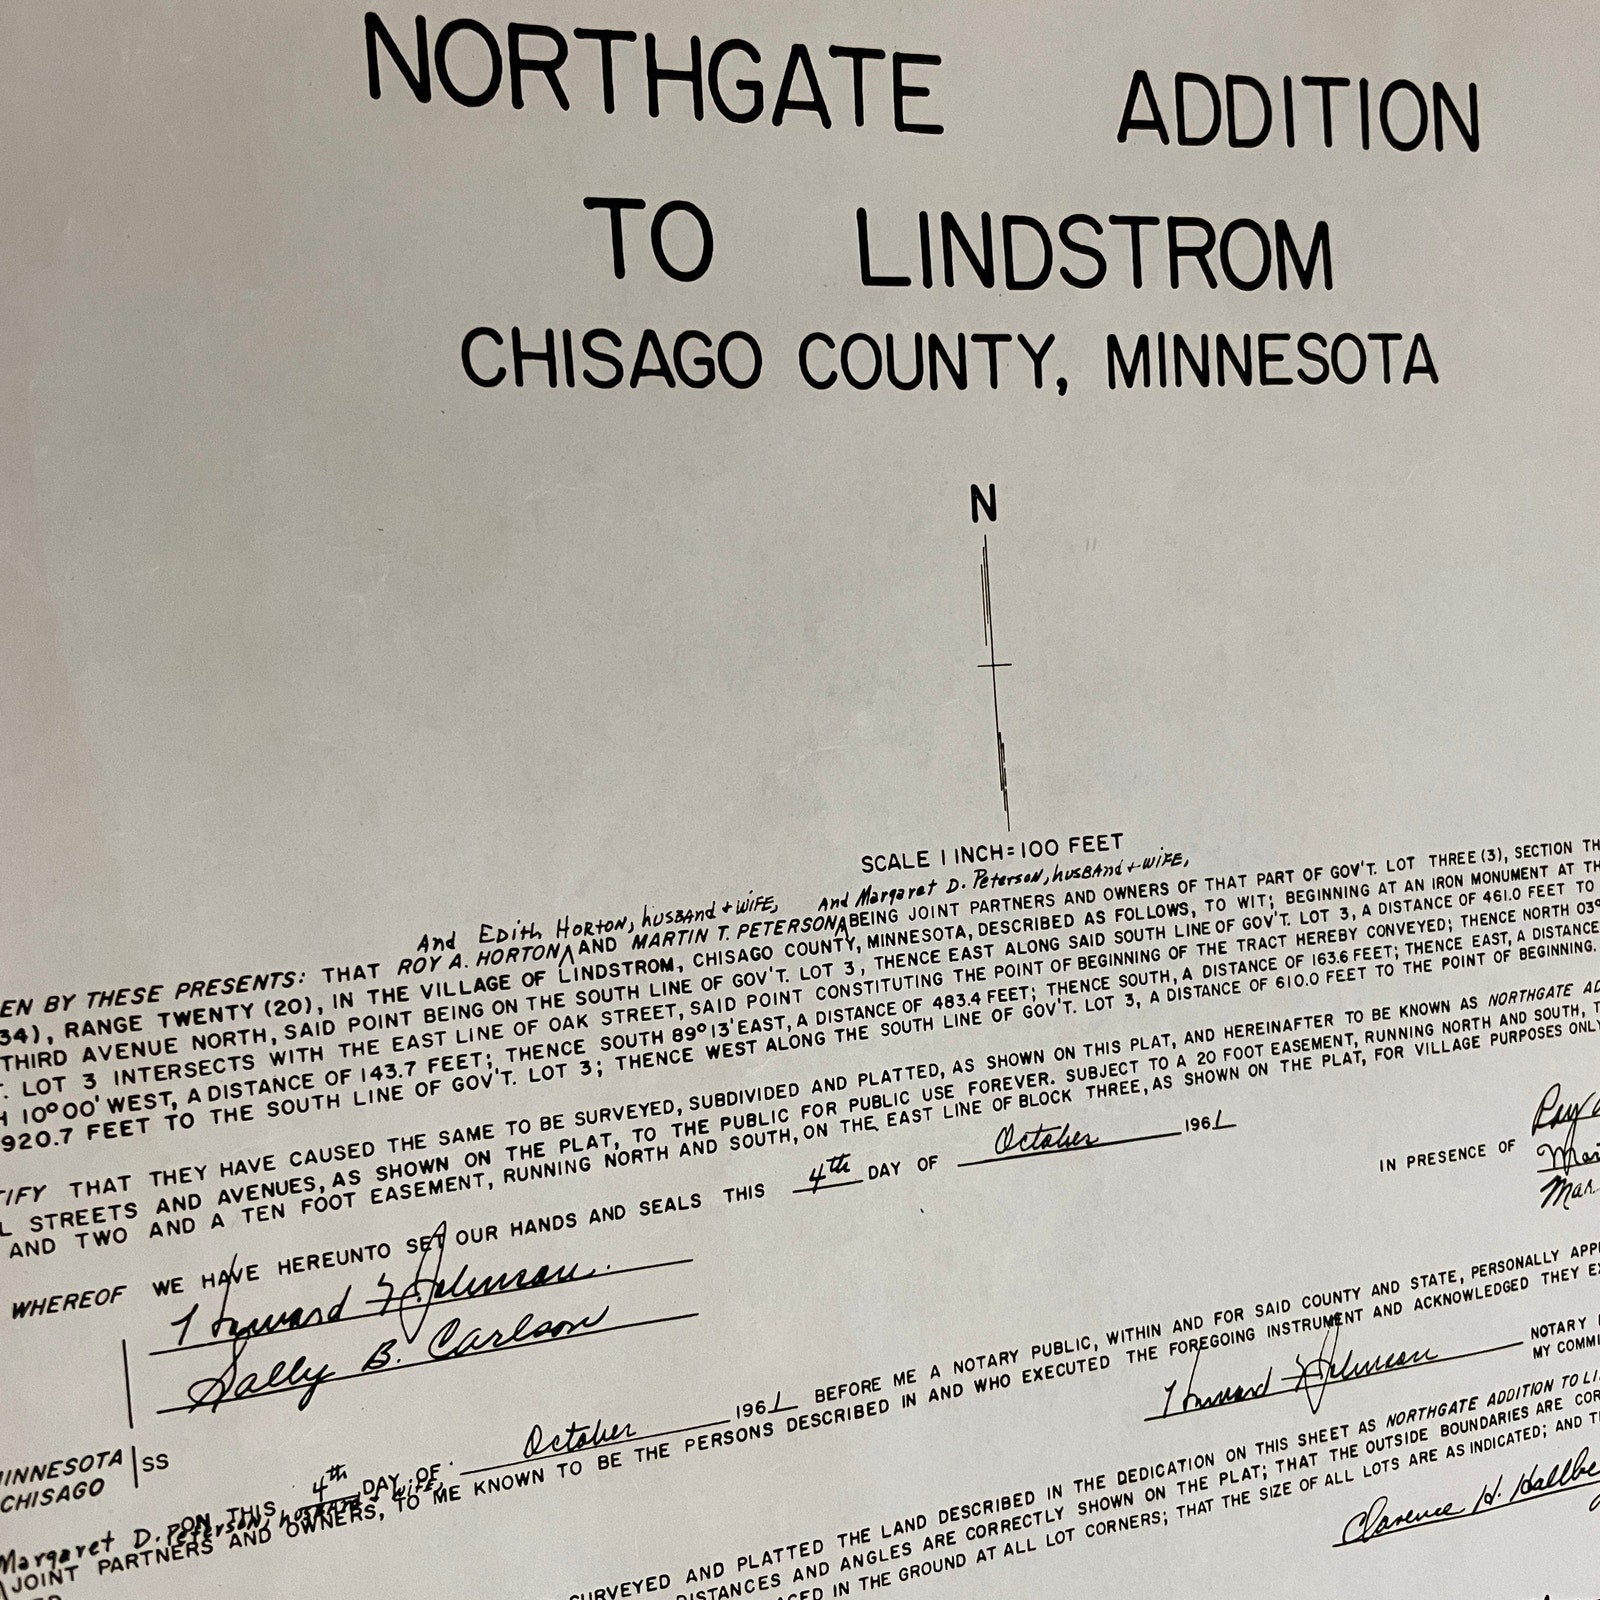 NORTHGATE ADDITION
TO LINDSTROM
CHISAGO COUNTY, MINNESOTA
N
SCALE 1 INCH=100 FEET
And Edith Horton, husband + wife, And Margaret D. Peterson, husband + wife,
EN BY THESE PRESENTS: THAT ROY A. HORTON AND MARTIN T. PETERSON BEING JOINT PARTNERS AND OWNERS OF THAT PART OF GOV'T. LOT THREE (3), SECTION TH
34), RANGE TWENTY (20), IN THE VILLAGE OF LINDSTROM, CHISAGO COUNTY, MINNESOTA, DESCRIBED AS FOLLOWS, TO WIT; BEGINNING AT AN IRON MONUMENT AT TH
THIRD AVENUE NORTH, SAID POINT BEING ON THE SOUTH LINE OF GOV'T. LOT 3, THENCE EAST ALONG SAID SOUTH LINE OF GOV'T. LOT 3, A DISTANCE OF 461.0 FEET TO
. LOT 3 INTERSECTS WITH THE EAST LINE OF OAK STREET, SAID POINT CONSTITUTING THE POINT OF BEGINNING OF THE TRACT HEREBY CONVEYED; THENCE NORTH 03°
H 10°00' WEST, A DISTANCE OF 143.7 FEET; THENCE SOUTH 89°13' EAST, A DISTANCE OF 483.4 FEET; THENCE SOUTH, A DISTANCE OF 163.6 FEET; THENCE EAST, A DISTANCE
920.7 FEET TO THE SOUTH LINE OF GOV'T. LOT 3; THENCE WEST ALONG THE SOUTH LINE OF GOV'T. LOT 3, A DISTANCE OF 610.0 FEET TO THE POINT OF BEGINNING.
TIFY THAT THEY HAVE CAUSED THE SAME TO BE SURVEYED, SUBDIVIDED AND PLATTED, AS SHOWN ON THIS PLAT, AND HEREINAFTER TO BE KNOWN AS NORTHGATE AD
L STREETS AND AVENUES, AS SHOWN ON THE PLAT, TO THE PUBLIC FOR PUBLIC USE FOREVER. SUBJECT TO A 20 FOOT EASEMENT, RUNNING NORTH AND SOUTH, T
AND TWO AND A TEN FOOT EASEMENT, RUNNING NORTH AND SOUTH, ON THE EAST LINE OF BLOCK THREE, AS SHOWN ON THE PLAT, FOR VILLAGE PURPOSES ONLY
WHEREOF WE HAVE HEREUNTO SET OUR HANDS AND SEALS THIS 4th DAY OF October 1961
IN PRESENCE OF
Roy
Mar
Howard
Sally B. Carlson
MINNESOTA SS
CHISAGO
ON THIS 4th DAY OF October 1961 BEFORE ME A NOTARY PUBLIC, WITHIN AND FOR SAID COUNTY AND STATE, PERSONALLY APPE
Margaret D. Peterson, husband + wife,
JOINT PARTNERS AND OWNERS, TO ME KNOWN TO BE THE PERSONS DESCRIBED IN AND WHO EXECUTED THE FOREGOING INSTRUMENT AND ACKNOWLEDGED THEY EX
Howard
NOTARY
MY COMMI
SURVEYED AND PLATTED THE LAND DESCRIBED IN THE DEDICATION ON THIS SHEET AS NORTHGATE ADDITION TO LI
DISTANCES AND ANGLES ARE CORRECTLY SHOWN ON THE PLAT; THAT THE OUTSIDE BOUNDARIES ARE COR
ACED IN THE GROUND AT ALL LOT CORNERS; THAT THE SIZE OF ALL LOTS ARE AS INDICATED; AND T
Clarence H. Hallbe